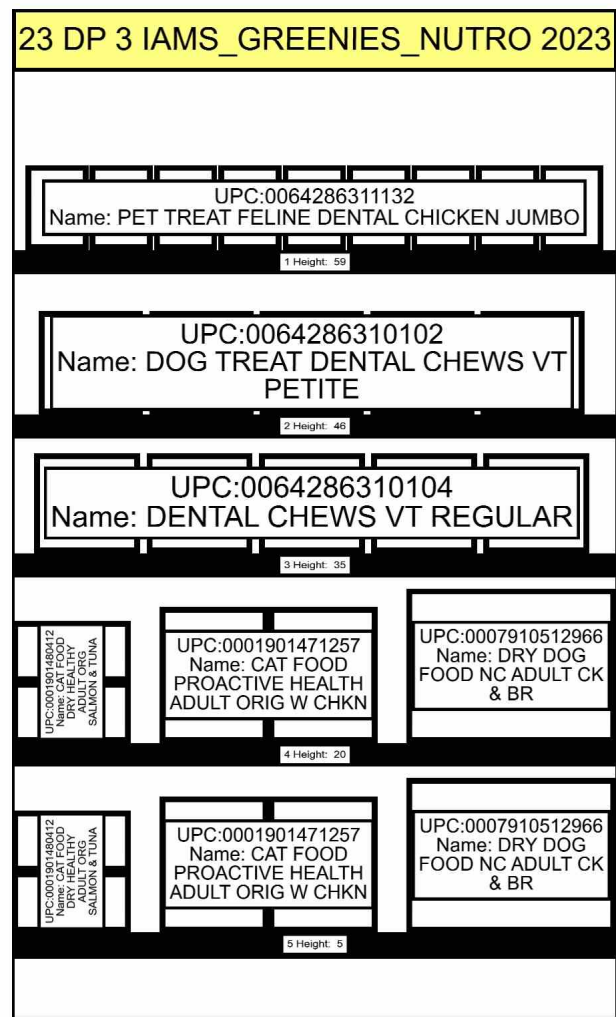 23 DP 3 IAMS_GREENIES_NUTRO 2023
UPC:0064286311132
Name: PET TREAT FELINE DENTAL CHICKEN JUMBO
1 Height: 59
UPC:0064286310102
Name: DOG TREAT DENTAL CHEWS VT
PETITE
2 Height: 46
UPC:0064286310104
Name: DENTAL CHEWS VT REGULAR
3 Height: 35
UPC:0001901480412
Name: CAT FOOD
DRY HEALTHY
ADULT ORG
SALMON & TUNA
UPC:0001901471257
Name: CAT FOOD
PROACTIVE HEALTH
ADULT ORIG W CHKN
UPC:0007910512966
Name: DRY DOG
FOOD NC ADULT CK
& BR
4 Height: 20
UPC:0001901480412
Name: CAT FOOD
DRY HEALTHY
ADULT ORG
SALMON & TUNA
UPC:0001901471257
Name: CAT FOOD
PROACTIVE HEALTH
ADULT ORIG W CHKN
UPC:0007910512966
Name: DRY DOG
FOOD NC ADULT CK
& BR
5 Height: 5